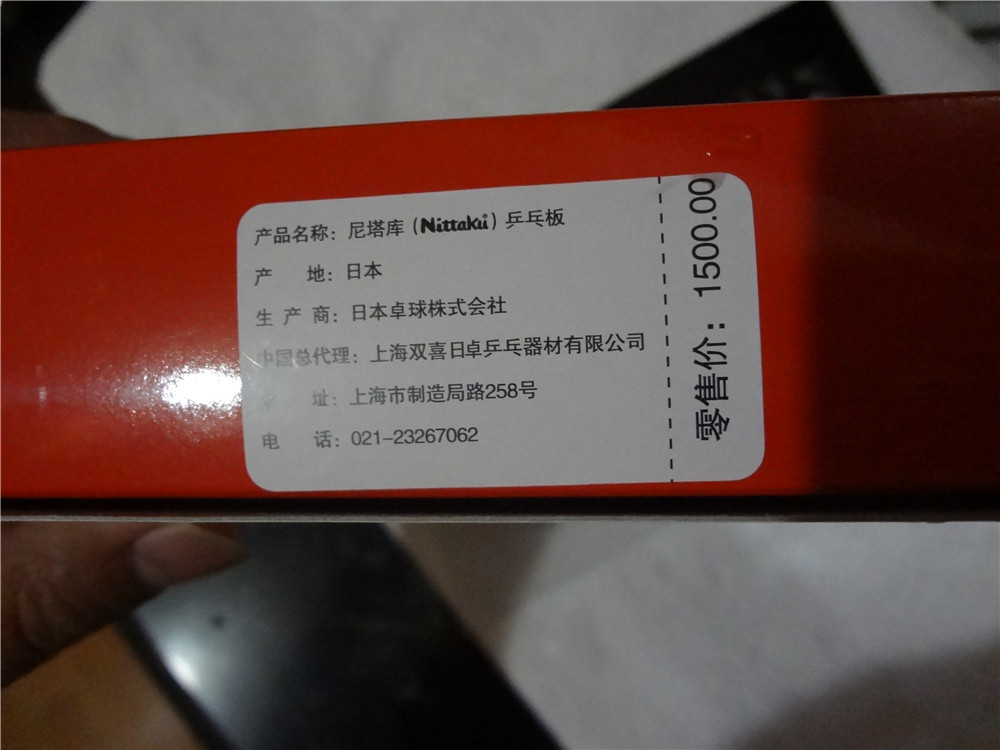 产品名称：尼塔库（Nittaku®）乒乓板
产 地：日本
生 产 商：日本卓球株式会社
中国总代理：上海双喜日卓乒乓器材有限公司
址：上海市制造局路258号
电 话：021-23267062
零售价：1500.00